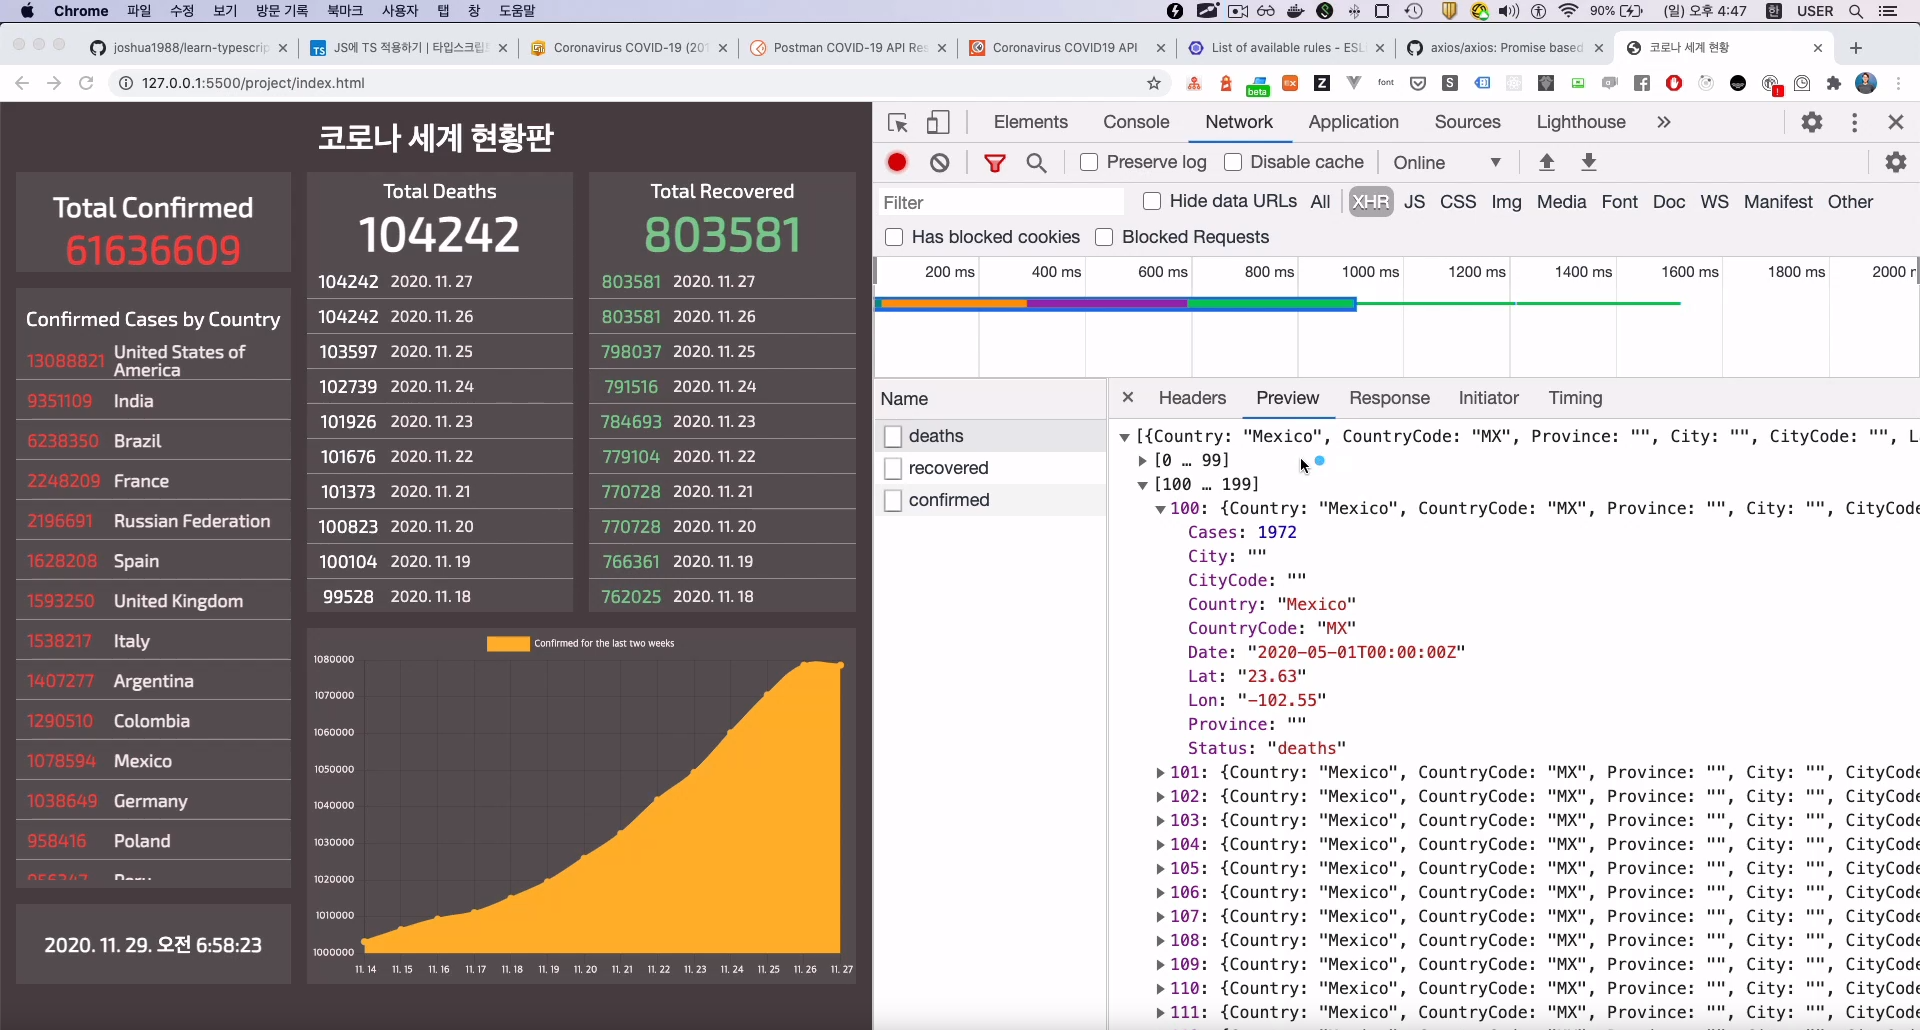 Chrome 파일 수정 보기 방문 기록 북마크 사용자 탭 창 도움말 90% (일) 오후 4:47 한 USER
joshua1988/learn-typescrip JS에 TS 적용하기 | 타입스크립 Coronavirus COVID-19 (201 Postman COVID-19 API Res Coronavirus COVID19 API List of available rules - ESL axios/axios: Promise based 코로나 세계 현황
127.0.0.1:5500/project/index.html
beta
font
코로나 세계 현황판
Total Confirmed
61636609
Confirmed Cases by Country
13088821 United States of America
9351109 India
6238350 Brazil
2248209 France
2196691 Russian Federation
1628208 Spain
1593250 United Kingdom
1538217 Italy
1407277 Argentina
1290510 Colombia
1078594 Mexico
1038649 Germany
958416 Poland
2020. 11. 29. 오전 6:58:23
Total Deaths
104242
104242 2020. 11. 27
104242 2020. 11. 26
103597 2020. 11. 25
102739 2020. 11. 24
101926 2020. 11. 23
101676 2020. 11. 22
101373 2020. 11. 21
100823 2020. 11. 20
100104 2020. 11. 19
99528 2020. 11. 18
Total Recovered
803581
803581 2020. 11. 27
803581 2020. 11. 26
798037 2020. 11. 25
791516 2020. 11. 24
784693 2020. 11. 23
779104 2020. 11. 22
770728 2020. 11. 21
770728 2020. 11. 20
766361 2020. 11. 19
762025 2020. 11. 18
Confirmed for the last two weeks
1080000
1070000
1060000
1050000
1040000
1030000
1020000
1010000
1000000
11. 14 11. 15 11. 16 11. 17 11. 18 11. 19 11. 20 11. 21 11. 22 11. 23 11. 24 11. 25 11. 26 11. 27
Elements Console Network Application Sources Lighthouse
Preserve log Disable cache Online
Filter Hide data URLs All XHR JS CSS Img Media Font Doc WS Manifest Other
Has blocked cookies Blocked Requests
200 ms 400 ms 600 ms 800 ms 1000 ms 1200 ms 1400 ms 1600 ms 1800 ms 2000
Name
deaths
recovered
confirmed
Headers Preview Response Initiator Timing
[{Country: "Mexico", CountryCode: "MX", Province: "", City: "", CityCode: "", L
[0 … 99]
[100 … 199]
100: {Country: "Mexico", CountryCode: "MX", Province: "", City: "", CityCode
Cases: 1972
City: ""
CityCode: ""
Country: "Mexico"
CountryCode: "MX"
Date: "2020-05-01T00:00:00Z"
Lat: "23.63"
Lon: "-102.55"
Province: ""
Status: "deaths"
101: {Country: "Mexico", CountryCode: "MX", Province: "", City: "", CityCode
102: {Country: "Mexico", CountryCode: "MX", Province: "", City: "", CityCode
103: {Country: "Mexico", CountryCode: "MX", Province: "", City: "", CityCode
104: {Country: "Mexico", CountryCode: "MX", Province: "", City: "", CityCode
105: {Country: "Mexico", CountryCode: "MX", Province: "", City: "", CityCode
106: {Country: "Mexico", CountryCode: "MX", Province: "", City: "", CityCode
107: {Country: "Mexico", CountryCode: "MX", Province: "", City: "", CityCode
108: {Country: "Mexico", CountryCode: "MX", Province: "", City: "", CityCode
109: {Country: "Mexico", CountryCode: "MX", Province: "", City: "", CityCode
110: {Country: "Mexico", CountryCode: "MX", Province: "", City: "", CityCode
111: {Country: "Mexico", CountryCode: "MX", Province: "", City: "", CityCode